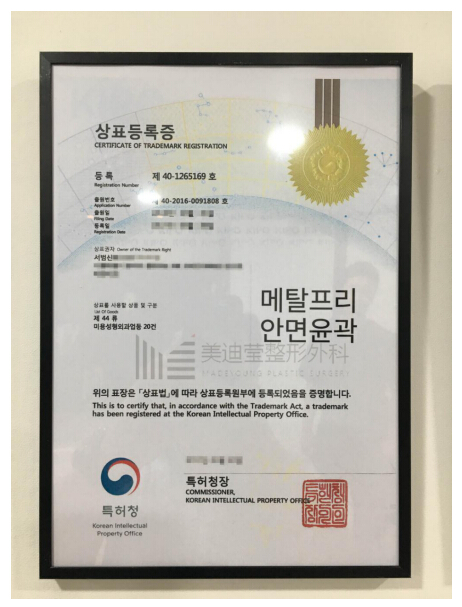 상표등록증
CERTIFICATE OF TRADEMARK REGISTRATION
등 록 제 40-1265169 호
Registration Number
출원번호 제 40-2016-0091808 호
Application Number
출원일
Filing Date
등록일
Registration Date
상표권자 Owner of the Trademark Right
서범신
상표를 사용할 상품 및 구분
List Of Goods
제 44 류
미용성형외과업등 20건
메탈프리
안면윤곽
美迪莹整形外科
MADEYOUNG PLASTIC SURGERY
위의 표장은 「상표법」에 따라 상표등록원부에 등록되었음을 증명합니다.
This is to certify that, in accordance with the Trademark Act, a trademark
has been registered at the Korean Intellectual Property Office.
특허청장
COMMISSIONER,
KOREAN INTELLECTUAL PROPERTY OFFICE
특허청
Korean Intellectual
Property Office